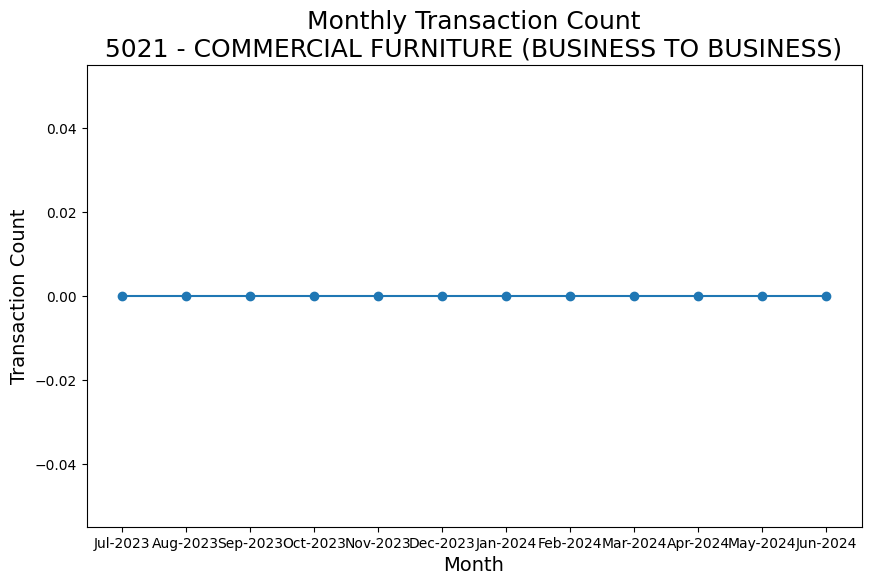 Monthly Transaction Count
5021 - COMMERCIAL FURNITURE (BUSINESS TO BUSINESS)
Transaction Count
0.04
0.02
0.00
−0.02
−0.04
Jul-2023 Aug-2023 Sep-2023 Oct-2023 Nov-2023 Dec-2023 Jan-2024 Feb-2024 Mar-2024 Apr-2024 May-2024 Jun-2024
Month